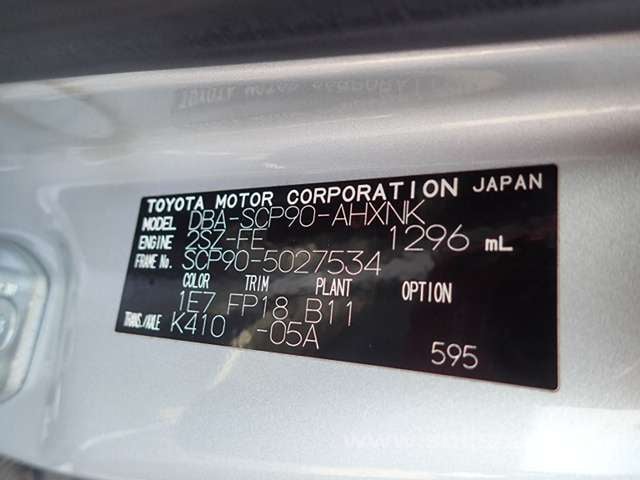 TOYOTA MOTOR CORPORATION JAPAN
MODEL DBA-SCP90-AHXNK
ENGINE 2SZ-FE 1296 mL
FRAME No. SCP90-5027534
COLOR TRIM PLANT OPTION
1E7 FP18 B11
TRANS./AXLE K410 -05A
595